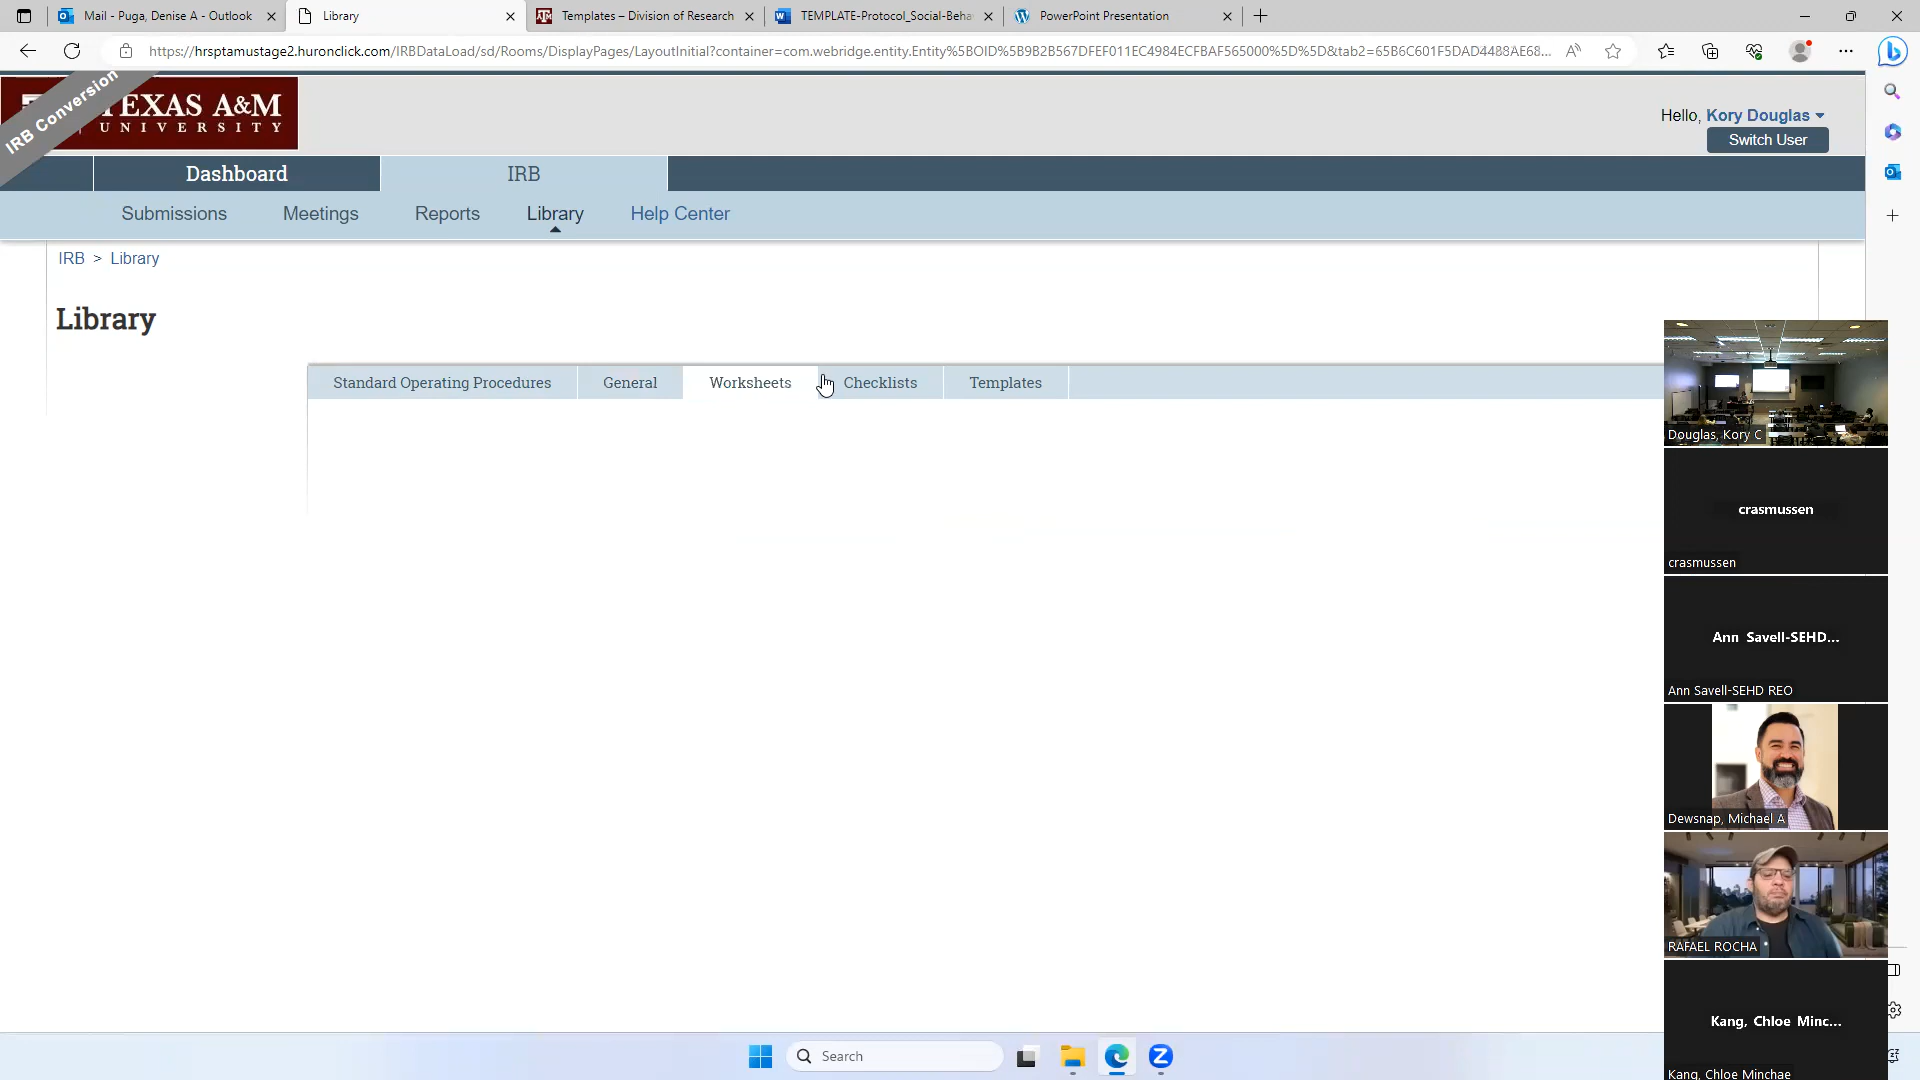 Mail - Puga, Denise A - Outlook
Library
Templates – Division of Research
TEMPLATE-Protocol_Social-Beha
PowerPoint Presentation
https://hrsptamustage2.huronclick.com/IRBDataLoad/sd/Rooms/DisplayPages/LayoutInitial?container=com.webridge.entity.Entity%5BOID%5B9B2B567DFEF011EC4984ECFBAF565000%5D%5D&tab2=65B6C601F5DAD4488AE68...
IRB Conversion
TEXAS A&M
UNIVERSITY
Hello, Kory Douglas
Switch User
Dashboard
IRB
Submissions
Meetings
Reports
Library
Help Center
IRB > Library
Library
Standard Operating Procedures
General
Worksheets
Checklists
Templates
Douglas, Kory C
crasmussen
crasmussen
Ann Savell-SEHD...
Ann Savell-SEHD REO
Dewsnap, Michael A
RAFAEL ROCHA
Kang, Chloe Minc...
Kang, Chloe Minchae
Search